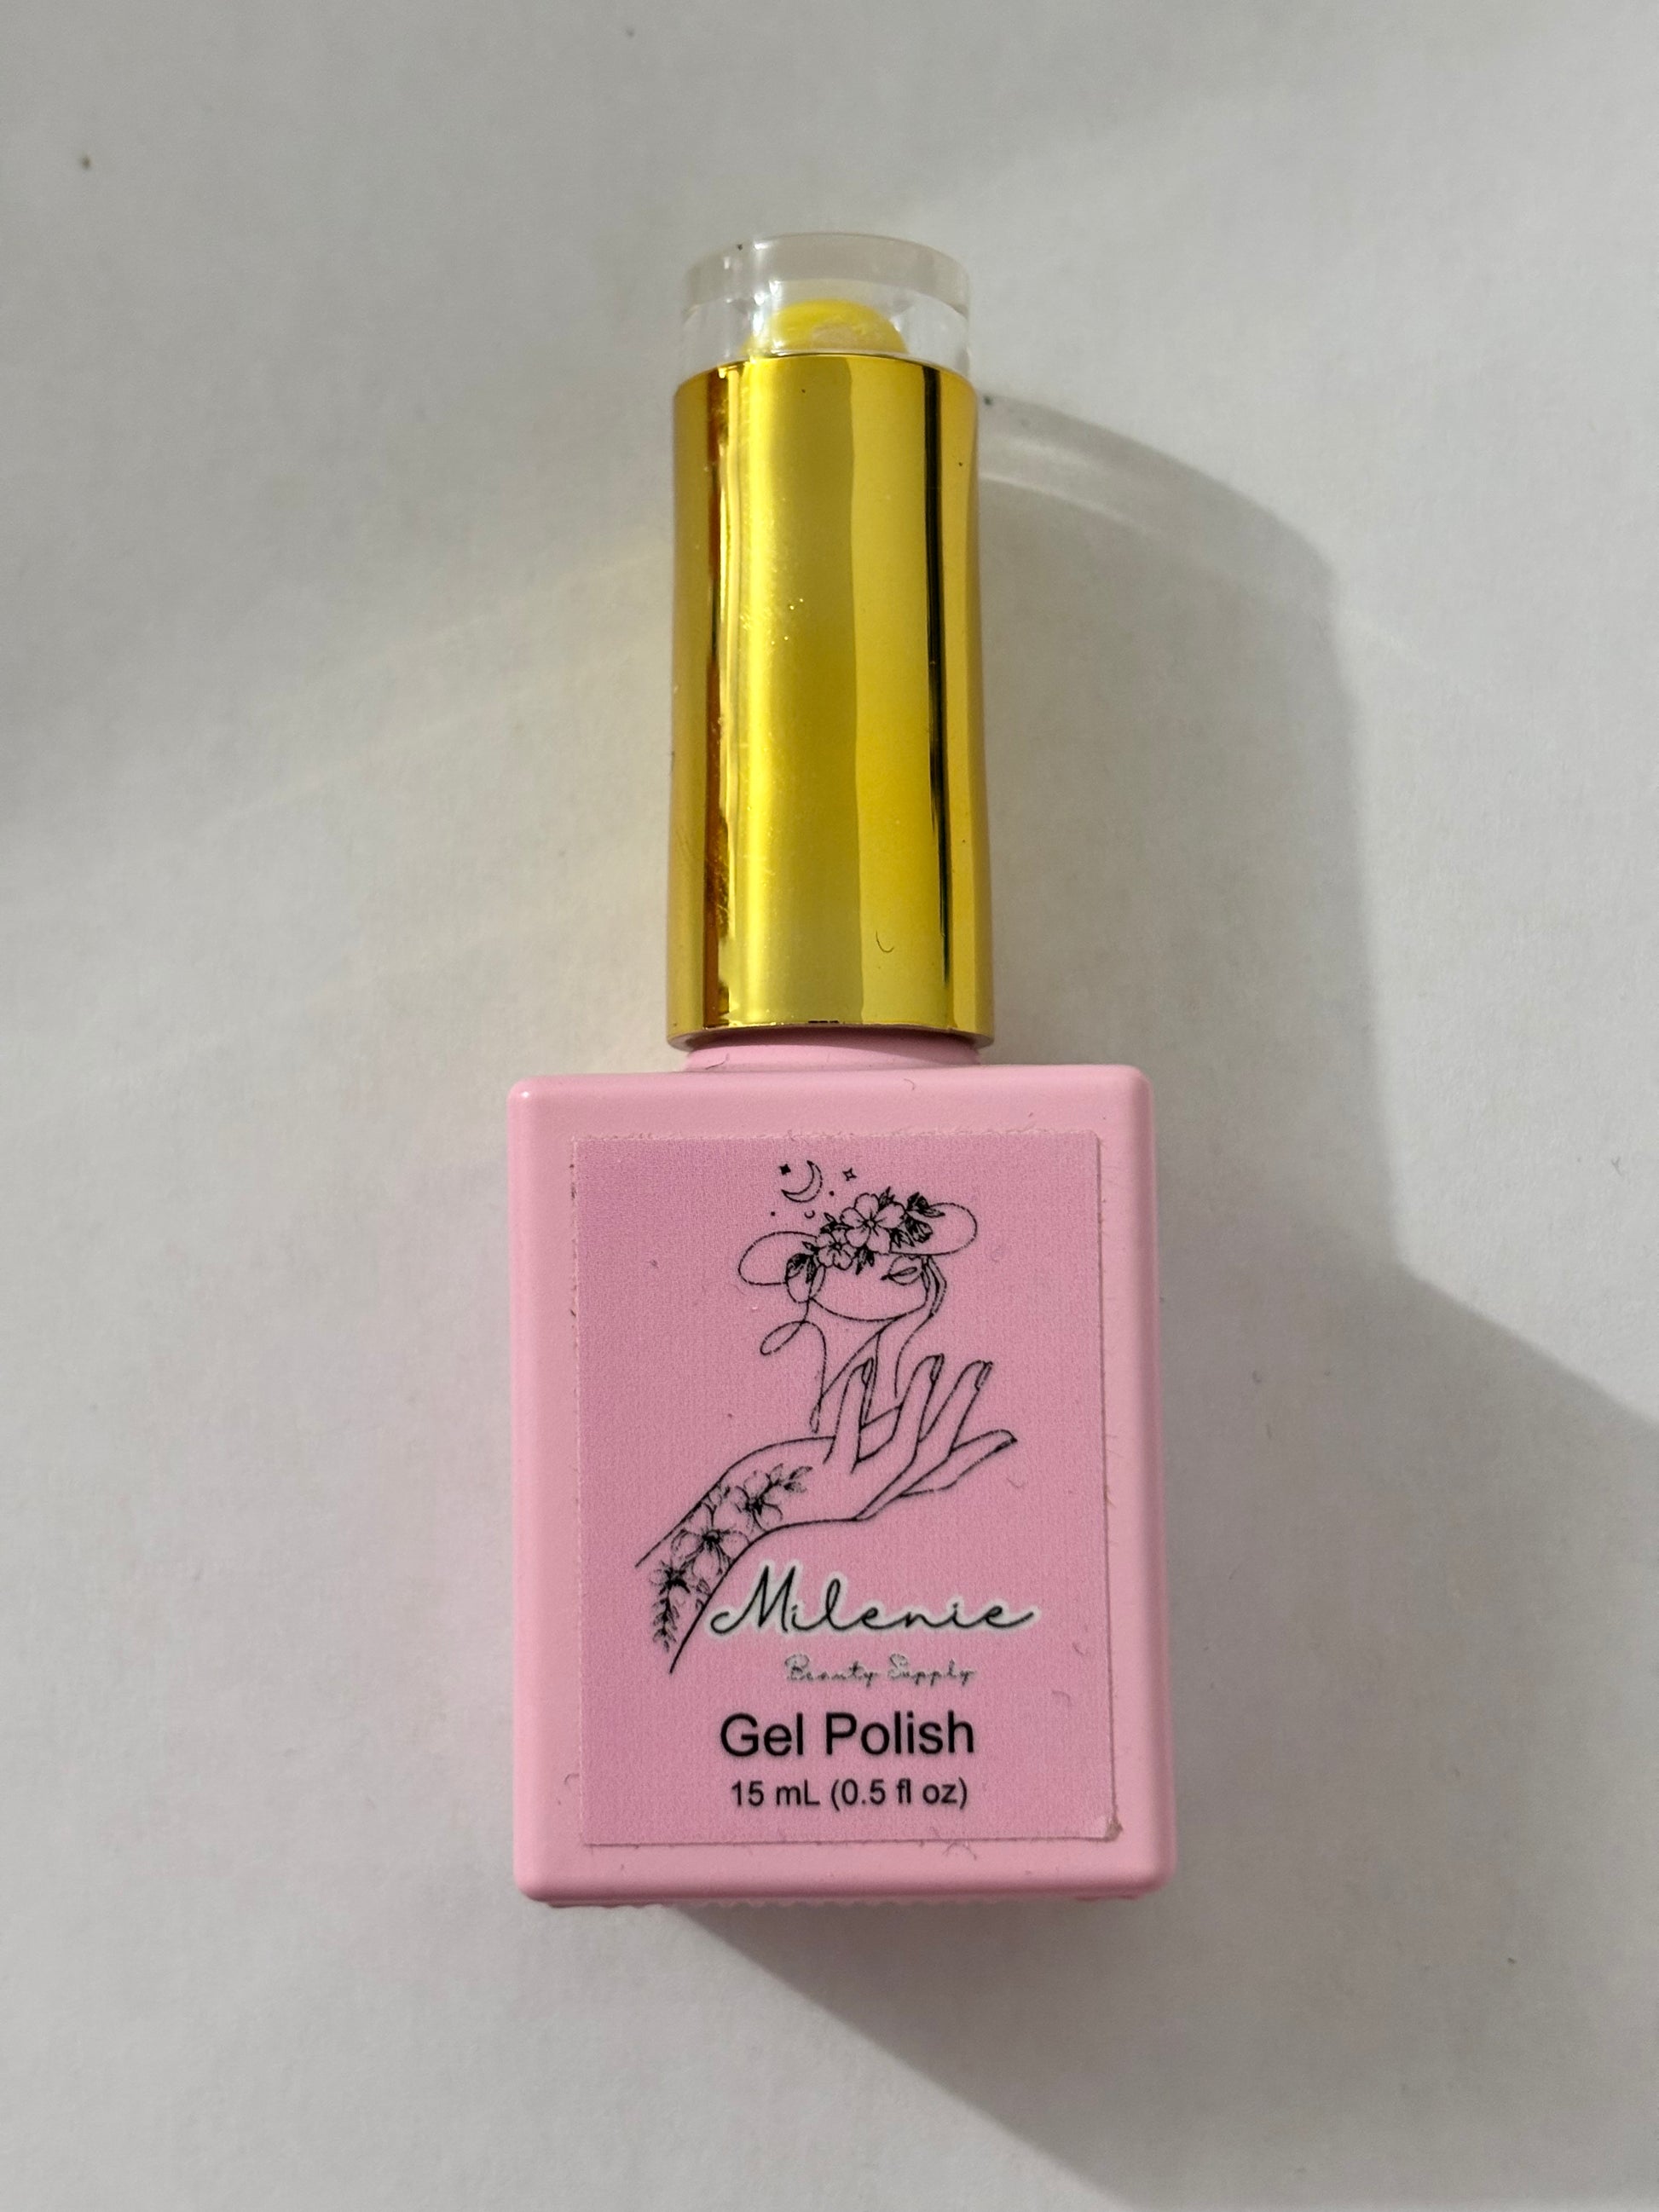 Milenie
Beauty Supply
Gel Polish
15 mL (0.5 fl oz)